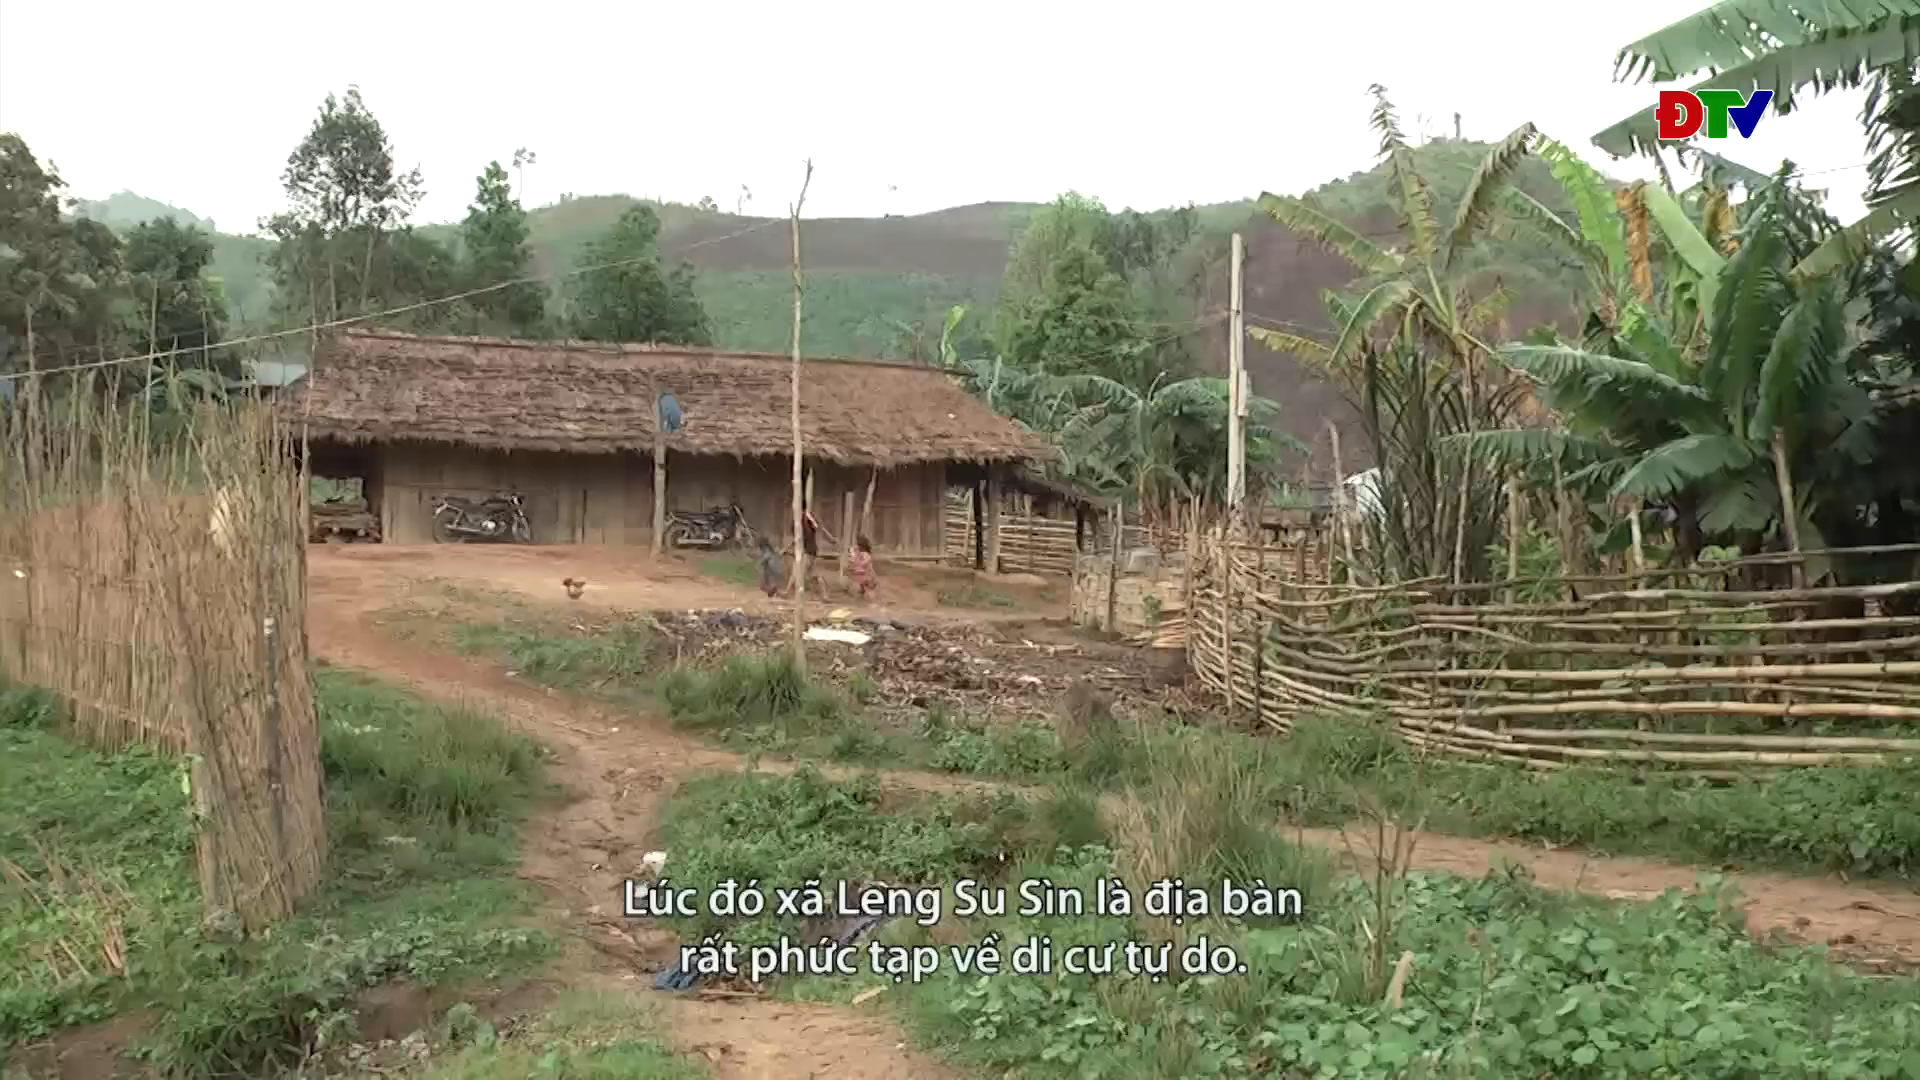 ĐTV
Lúc đó xã Leng Su Sìn là địa bàn
rất phức tạp về di cư tự do.